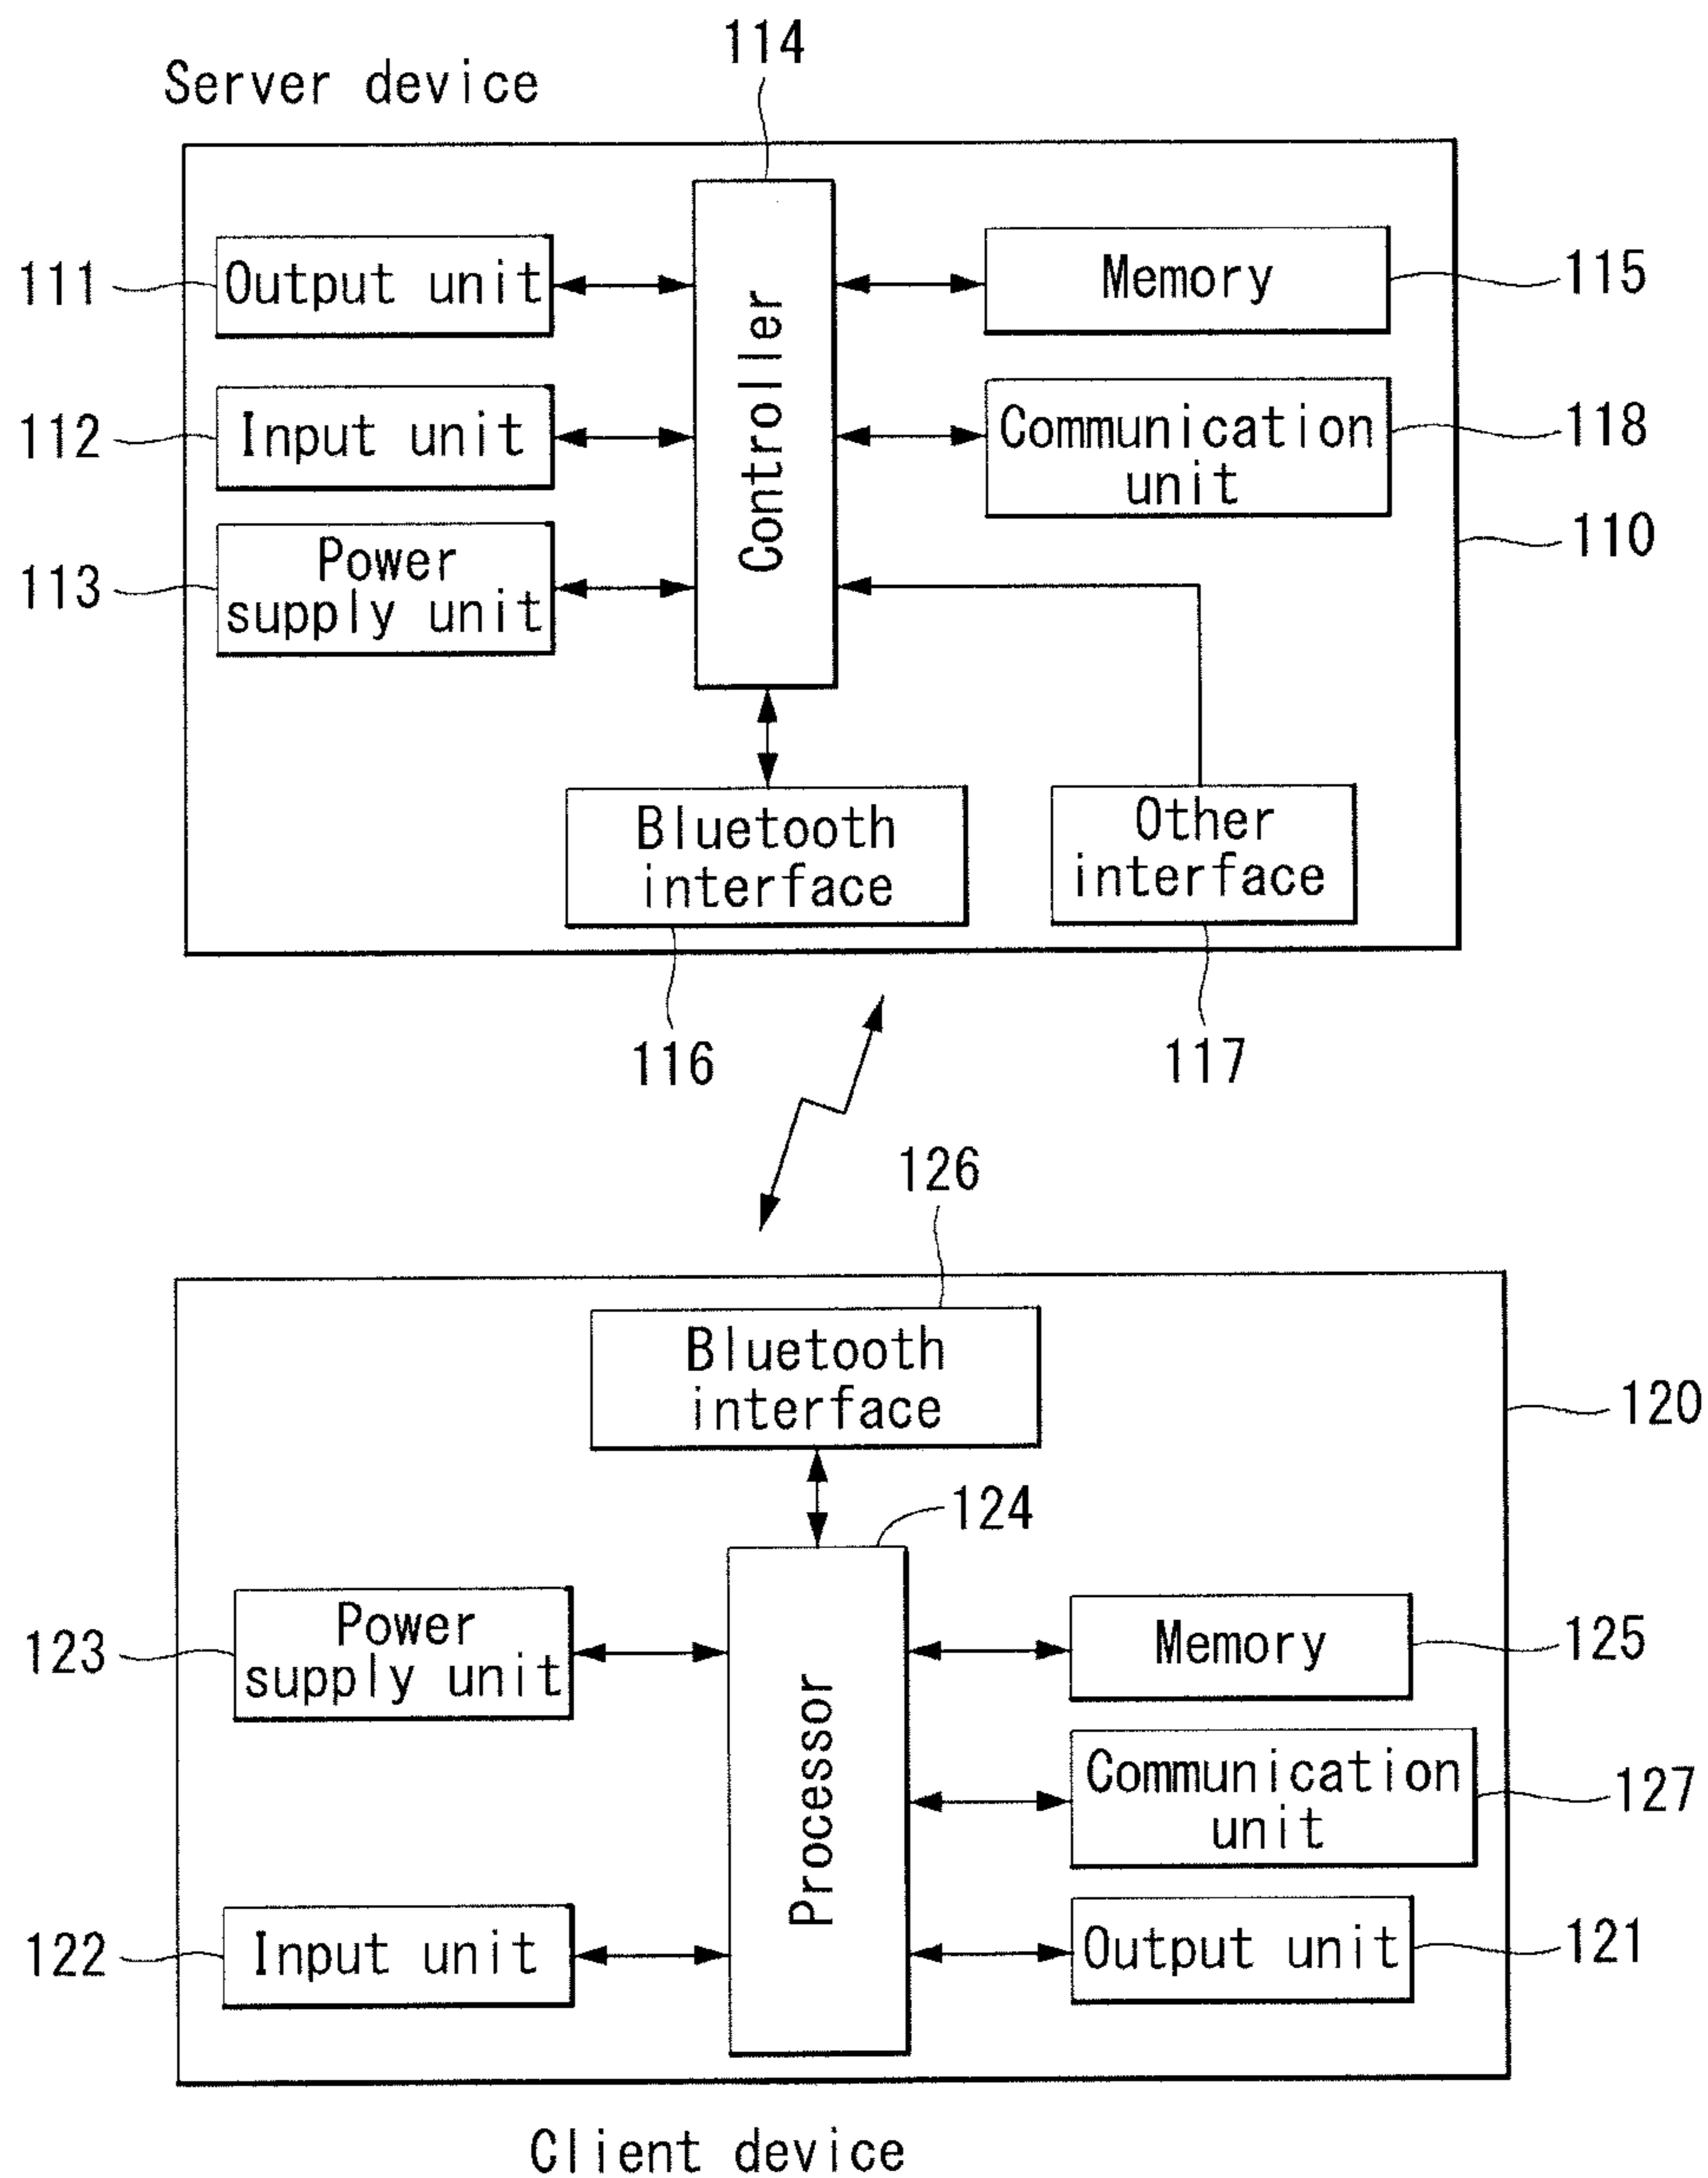 114
Server device
111
Output unit
Memory
115
112
Input unit
Controller
Communication
unit
118
110
113
Power
supply unit
Bluetooth
interface
Other
interface
116
117
126
Bluetooth
interface
120
124
123
Power
supply unit
Processor
Memory
125
Communication
unit
127
122
Input unit
Output unit
121
Client device